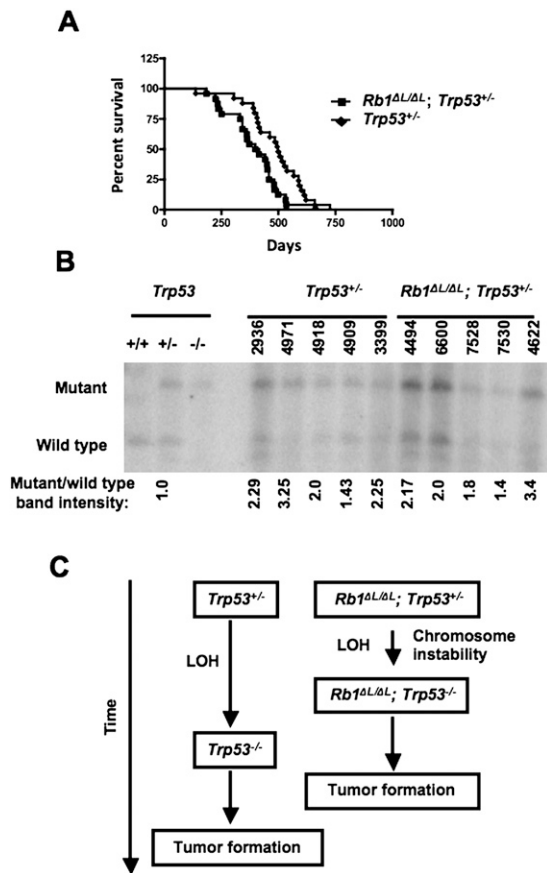 A
Percent survival
125
100
75
50
25
0
0
250
500
750
1000
Days
Rb1ΔL/ΔL; Trp53+/-
Trp53+/-
B
Trp53
Trp53+/-
Rb1ΔL/ΔL; Trp53+/-
+/+ +/- -/-
2936 4971 4918 4909 3399 4494 6600 7528 7530 4622
Mutant
Wild type
Mutant/wild type
band intensity:
1.0 2.29 3.25 2.0 1.43 2.25 2.17 2.0 1.8 1.4 3.4
C
Time
Trp53+/-
LOH
Trp53-/-
Tumor formation
Rb1ΔL/ΔL; Trp53+/-
LOH
Chromosome
instability
Rb1ΔL/ΔL; Trp53-/-
Tumor formation